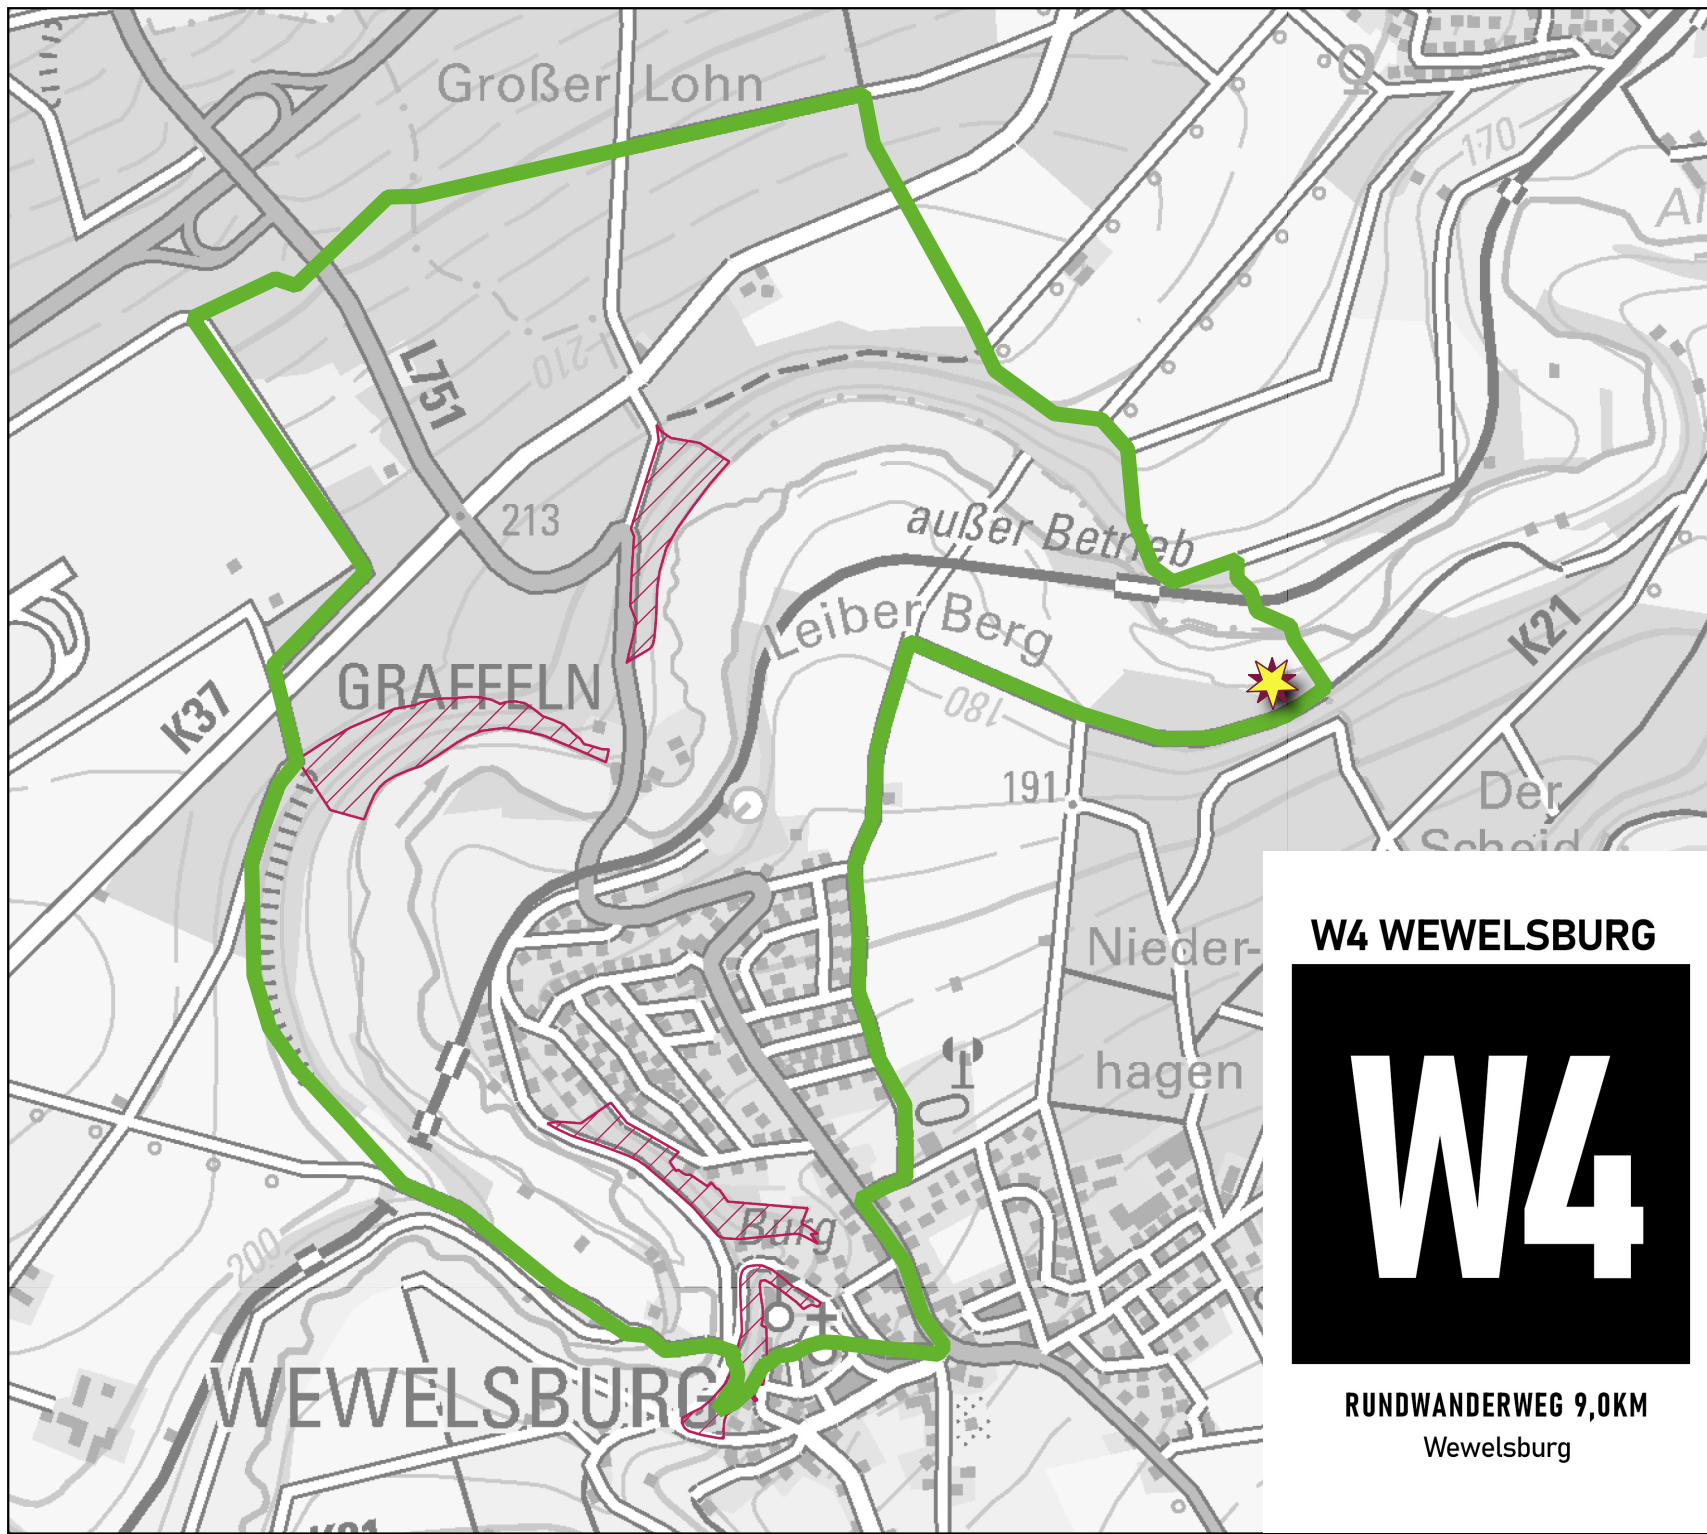 Großer Lohn
170
L751
210
213
außer Betrieb
Leiber Berg
K21
GRAFFELN
K37
180
191
Der
Scheid
Nieder-
hagen
Burg
200
WEWELSBURG
W4 WEWELSBURG
W4
RUNDWANDERWEG 9,0KM
Wewelsburg